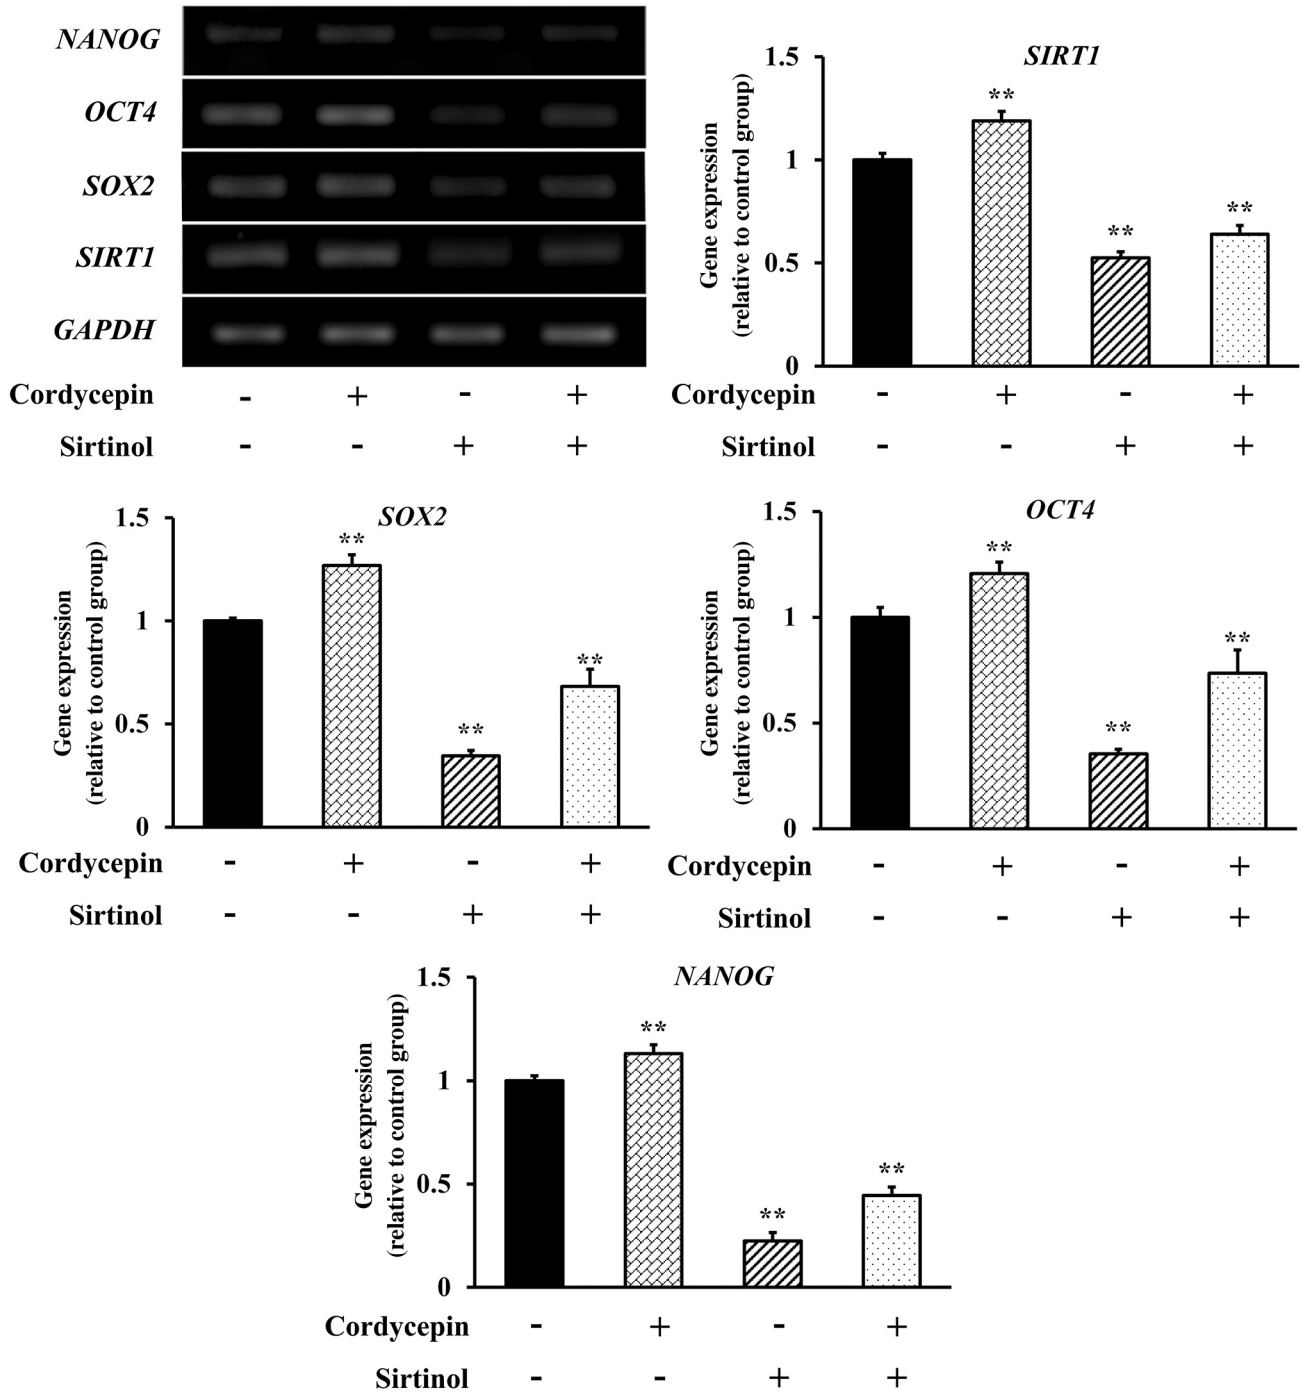 NANOG
OCT4
SOX2
SIRT1
GAPDH
Cordycepin - + - +
Sirtinol - - + +
SIRT1
Gene expression
(relative to control group)
1.5
1
0.5
0
**
**
**
Cordycepin - + - +
Sirtinol - - + +
SOX2
Gene expression
(relative to control group)
1.5
1
0.5
0
**
**
**
Cordycepin - + - +
Sirtinol - - + +
OCT4
Gene expression
(relative to control group)
1.5
1
0.5
0
**
**
**
Cordycepin - + - +
Sirtinol - - + +
NANOG
Gene expression
(relative to control group)
1.5
1
0.5
0
**
**
**
Cordycepin - + - +
Sirtinol - - + +